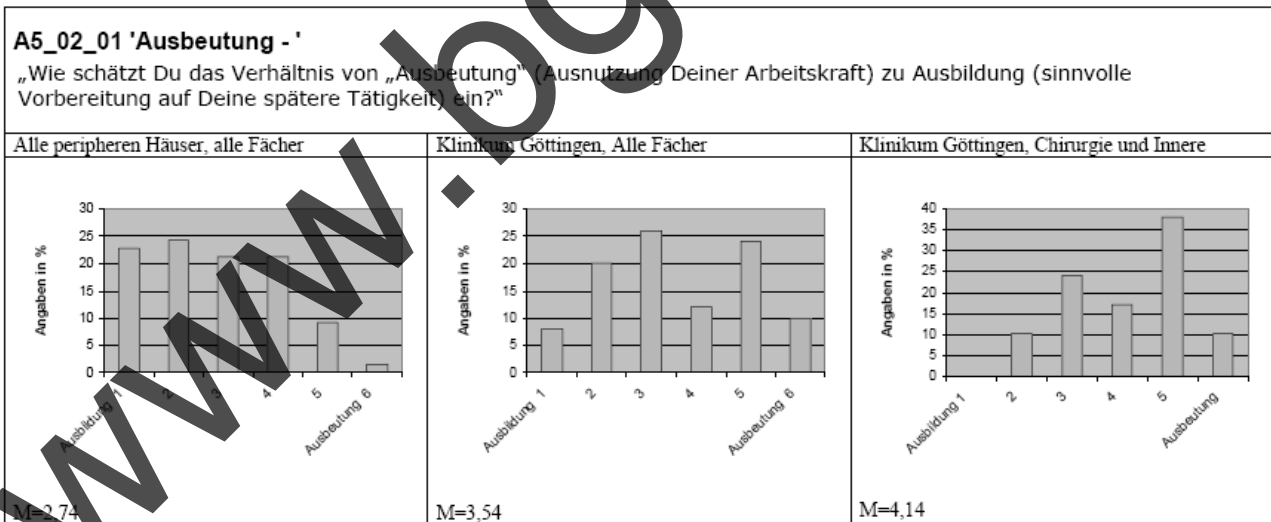 A5_02_01 'Ausbeutung - '
„Wie schätzt Du das Verhältnis von „Ausbeutung“ (Ausnutzung Deiner Arbeitskraft) zu Ausbildung (sinnvolle
Vorbereitung auf Deine spätere Tätigkeit) ein?“
Alle peripheren Häuser, alle Fächer
Angaben in %
30
25
20
15
10
5
0
Ausbildung 1
2
3
4
5
Ausbeutung 6
M=2,74
Klinikum Göttingen, Alle Fächer
Angaben in %
30
25
20
15
10
5
0
Ausbildung 1
2
3
4
5
Ausbeutung 6
M=3,54
Klinikum Göttingen, Chirurgie und Innere
Angaben in %
40
35
30
25
20
15
10
5
0
Ausbildung 1
2
3
4
5
Ausbeutung
M=4,14
www.bg